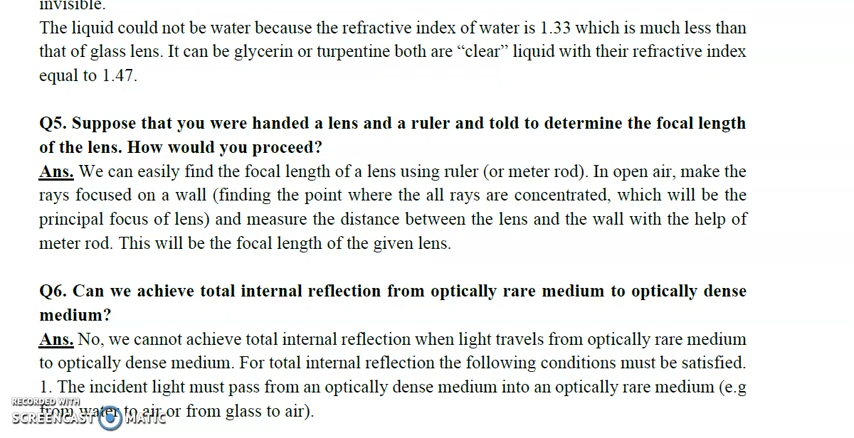 invisible.
The liquid could not be water because the refractive index of water is 1.33 which is much less than
that of glass lens. It can be glycerin or turpentine both are “clear” liquid with their refractive index
equal to 1.47.
Q5. Suppose that you were handed a lens and a ruler and told to determine the focal length
of the lens. How would you proceed?
Ans. We can easily find the focal length of a lens using ruler (or meter rod). In open air, make the
rays focused on a wall (finding the point where the all rays are concentrated, which will be the
principal focus of lens) and measure the distance between the lens and the wall with the help of
meter rod. This will be the focal length of the given lens.
Q6. Can we achieve total internal reflection from optically rare medium to optically dense
medium?
Ans. No, we cannot achieve total internal reflection when light travels from optically rare medium
to optically dense medium. For total internal reflection the following conditions must be satisfied.
1. The incident light must pass from an optically dense medium into an optically rare medium (e.g
from water to air or from glass to air).
RECORDED WITH
SCREENCAST MATIC